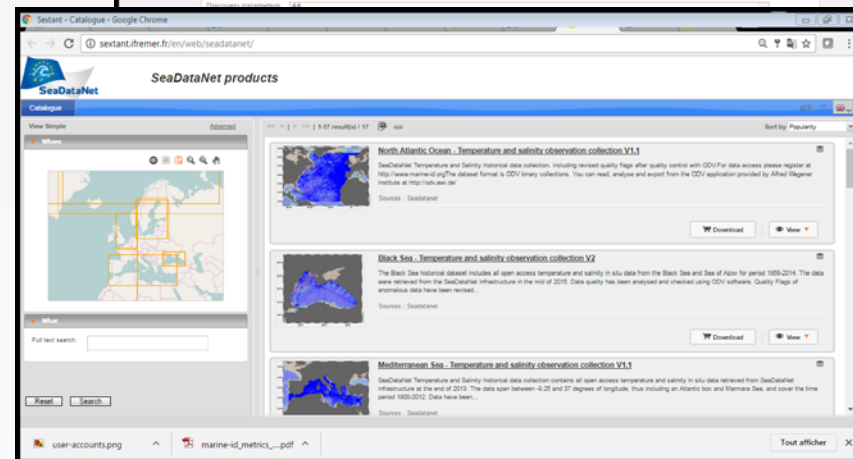 Discovery parameters All
Sextant - Catalogue - Google Chrome
sextant.ifremer.fr/en/web/seadatanet/
SeaDataNet
SeaDataNet products
Catalogue
View Simple Advanced
1-17 result(s) / 17
Sort by Popularity
Where
North Atlantic Ocean - Temperature and salinity observation collection V1.1
SeaDataNet Temperature and Salinity historical data collection, including revised quality flags after quality control with ODV.For data access please register at
http://www.marine-id.orgThe dataset format is ODV binary collections. You can read, analyse and export from the ODV application provided by Alfred Wegener
institute at http://odv.awi.de/
Sources : Seadatanet
Download View
Black Sea - Temperature and salinity observation collection V2
The Black Sea historical dataset includes all open access temperature and salinity in situ data from the Black Sea and Sea of Azov for period 1868-2014. The data
were retrieved from the SeaDataNet infrastructure in the mid of 2015. Data quality has been analysed and checked using ODV software. Quality Flags of
anomalous data have been revised...
Sources : Seadatanet
Download View
What
Full text search:
Reset Search
Mediterranean Sea - Temperature and salinity observation collection V1.1
SeaDataNet Temperature and Salinity historical data collection contains all open access temperature and salinity in situ data retrieved from SeaDataNet
infrastructure at the end of 2013. The data span between -9.25 and 37 degrees of longitude, thus including an Atlantic box and Marmara Sea, and cover the time
period 1900-2012. Data have been...
Sources : Seadatanet
user-accounts.png
marine-id_metrics_....pdf
Tout afficher